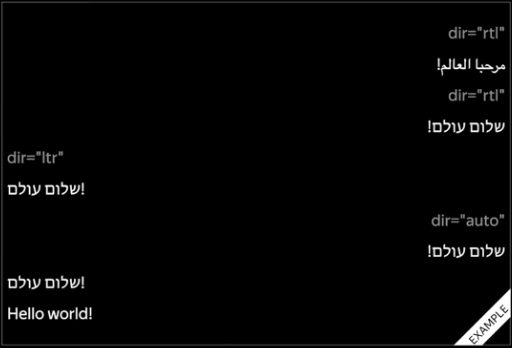 dir="rtl"
مرحبا العالم!
dir="rtl"
שלום עולם!
dir="ltr"
שלום עולם!
dir="auto"
שלום עולם!
שלום עולם!
Hello world!
EXAMPLE